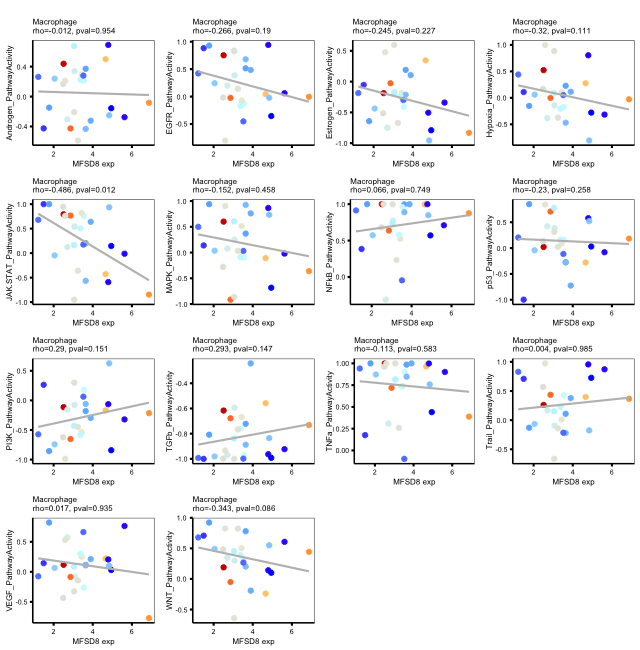 Macrophage
rho=-0.012, pval=0.954
Androgen_PathwayActivity
0.4
0.0
-0.4
2
4
6
MFSD8 exp
Macrophage
rho=-0.266, pval=0.19
EGFR_PathwayActivity
1.0
0.5
0.0
-0.5
2
4
6
MFSD8 exp
Macrophage
rho=-0.245, pval=0.227
Estrogen_PathwayActivity
0.5
0.0
-0.5
-1.0
2
4
6
MFSD8 exp
Macrophage
rho=-0.32, pval=0.111
Hypoxia_PathwayActivity
1.0
0.5
0.0
-0.5
2
4
6
MFSD8 exp
Macrophage
rho=-0.486, pval=0.012
JAK.STAT_PathwayActivity
1.0
0.5
0.0
-0.5
-1.0
2
4
6
MFSD8 exp
Macrophage
rho=-0.152, pval=0.458
MAPK_PathwayActivity
1.0
0.5
0.0
-0.5
-1.0
2
4
6
MFSD8 exp
Macrophage
rho=0.066, pval=0.749
NFkB_PathwayActivity
1.0
0.5
0.0
2
4
6
MFSD8 exp
Macrophage
rho=-0.23, pval=0.258
p53_PathwayActivity
0.5
0.0
-0.5
-1.0
2
4
6
MFSD8 exp
Macrophage
rho=0.29, pval=0.151
PI3K_PathwayActivity
0.5
0.0
-0.5
-1.0
2
4
6
MFSD8 exp
Macrophage
rho=0.293, pval=0.147
TGFb_PathwayActivity
-0.4
-0.6
-0.8
-1.0
2
4
6
MFSD8 exp
Macrophage
rho=-0.113, pval=0.583
TNFa_PathwayActivity
1.00
0.75
0.50
0.25
0.00
2
4
6
MFSD8 exp
Macrophage
rho=0.004, pval=0.985
Trail_PathwayActivity
1.0
0.5
0.0
-0.5
2
4
6
MFSD8 exp
Macrophage
rho=0.017, pval=0.935
VEGF_PathwayActivity
0.5
0.0
-0.5
2
4
6
MFSD8 exp
Macrophage
rho=-0.343, pval=0.086
WNT_PathwayActivity
1.0
0.5
0.0
-0.5
2
4
6
MFSD8 exp